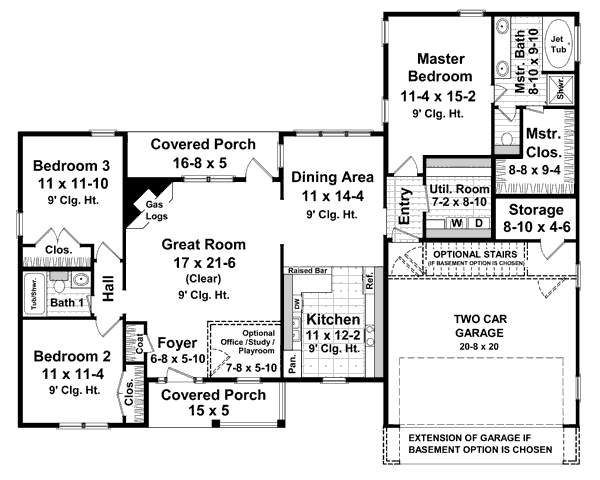 Master
Bedroom
11-4 x 15-2
9' Clg. Ht.
Mstr. Bath
8-10 x 9-10
Jet
Tub
Shwr.
Mstr.
Clos.
8-8 x 9-4
Covered Porch
16-8 x 5
Bedroom 3
11 x 11-10
9' Clg. Ht.
Clos.
Gas
Logs
Dining Area
11 x 14-4
9' Clg. Ht.
Entry
Util. Room
7-2 x 8-10
W
D
Storage
8-10 x 4-6
Great Room
17 x 21-6
(Clear)
9' Clg. Ht.
OPTIONAL STAIRS
(IF BASEMENT OPTION IS CHOSEN)
Tub/Shwr.
Bath 1
Hall
Raised Bar
Ref.
DW
Kitchen
11 x 12-2
9' Clg. Ht.
Pan.
TWO CAR
GARAGE
20-8 x 20
Bedroom 2
11 x 11-4
9' Clg. Ht.
Clos.
Coat
Foyer
6-8 x 5-10
Optional
Office /Study /
Playroom
7-8 x 5-10
Covered Porch
15 x 5
EXTENSION OF GARAGE IF
BASEMENT OPTION IS CHOSEN